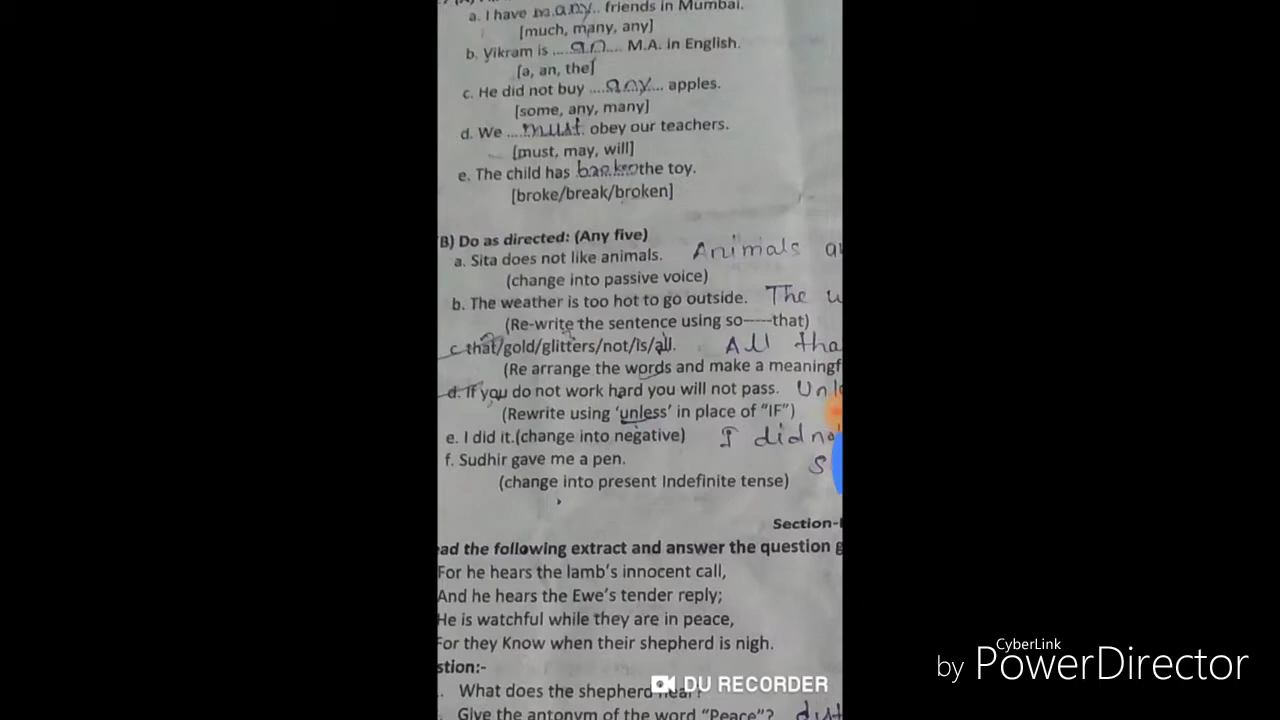 a. I have many.. friends in Mumbai.
[much, many, any]
b. Vikram is ....an.... M.A. in English.
[a, an, the]
c. He did not buy ....any.... apples.
[some, any, many]
d. We ....must. obey our teachers.
[must, may, will]
e. The child has the toy.
[broke/break/broken]
B) Do as directed: (Any five)
a. Sita does not like animals. Animals a
(change into passive voice)
b. The weather is too hot to go outside. The w
(Re-write the sentence using so-----that)
c. that/gold/glitters/not/is/all. All tha
(Re arrange the words and make a meaningf
d. If you do not work hard you will not pass. Unle
(Rewrite using 'unless' in place of "IF")
e. I did it.(change into negative) I did no
f. Sudhir gave me a pen. S
(change into present Indefinite tense)
Section-
ead the following extract and answer the question g
For he hears the lamb's innocent call,
And he hears the Ewe's tender reply;
He is watchful while they are in peace,
For they Know when their shepherd is nigh.
stion:-
What does the shepherd hear?
DU RECORDER
Give the antonym of the word "Peace"?
CyberLink
by PowerDirector